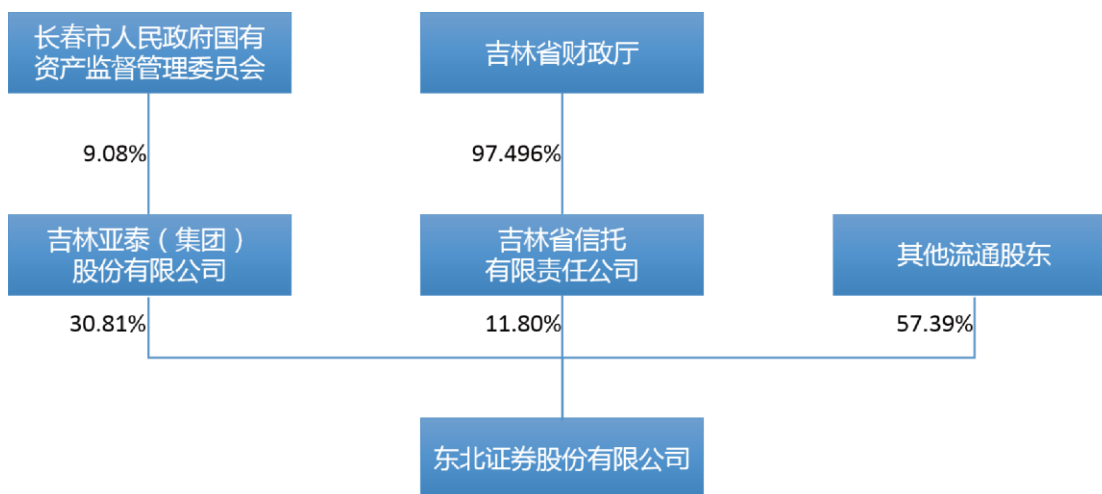 长春市人民政府国有
资产监督管理委员会
吉林省财政厅
9.08%
97.496%
吉林亚泰（集团）
股份有限公司
吉林省信托
有限责任公司
其他流通股东
30.81%
11.80%
57.39%
东北证券股份有限公司